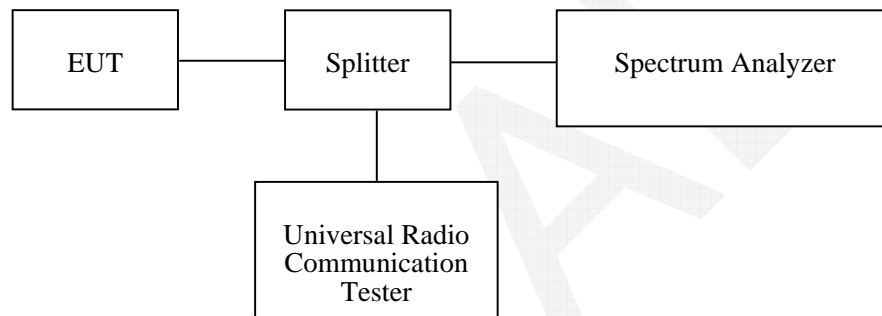 EUT
Splitter
Spectrum Analyzer
Universal Radio
Communication
Tester